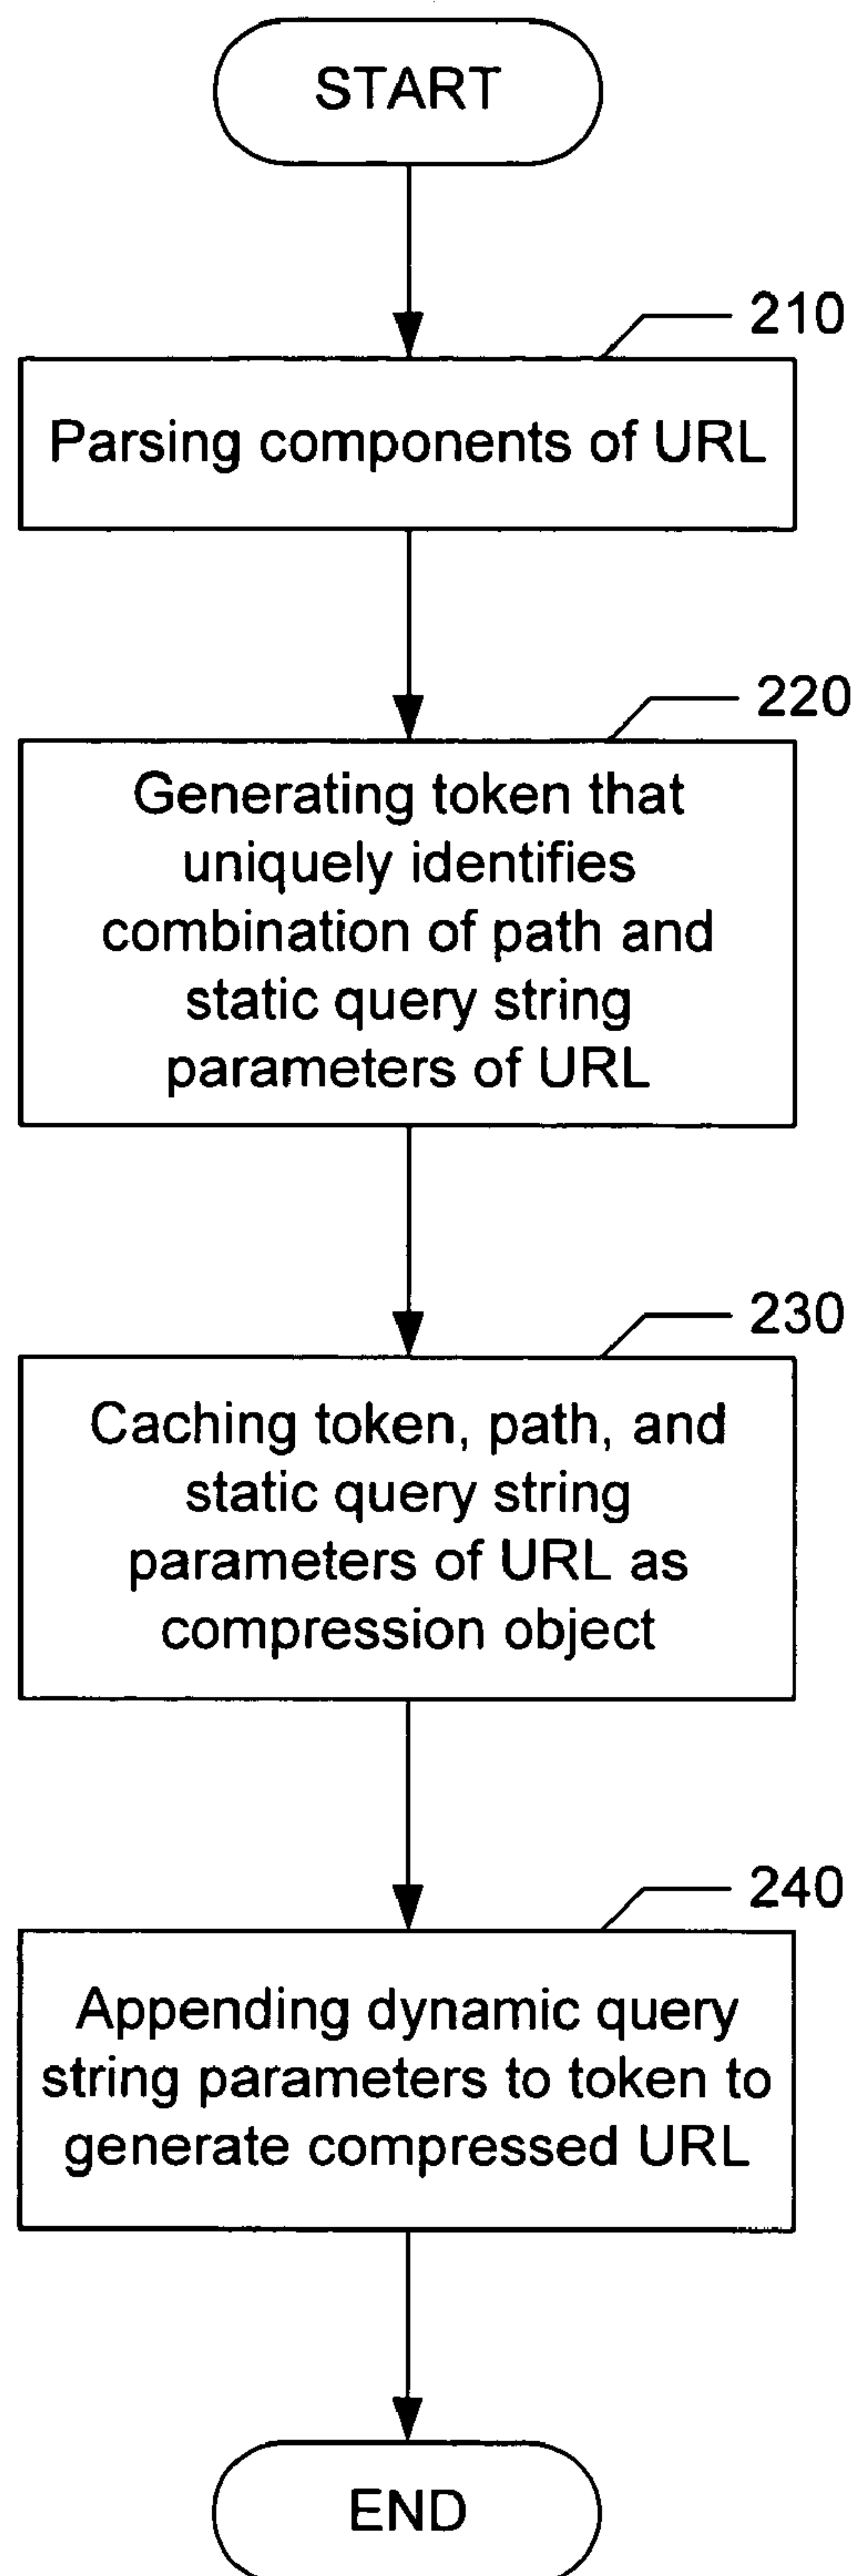 START
210
Parsing components of URL
220
Generating token that
uniquely identifies
combination of path and
static query string
parameters of URL
230
Caching token, path, and
static query string
parameters of URL as
compression object
240
Appending dynamic query
string parameters to token to
generate compressed URL
END